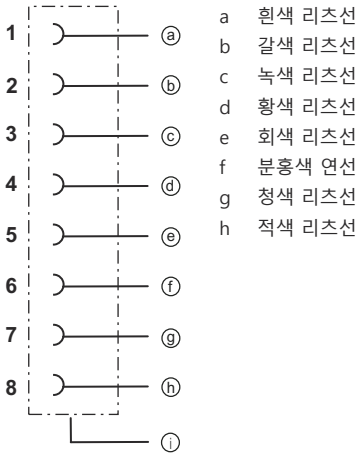 1 ⓐ
2 ⓑ
3 ⓒ
4 ⓓ
5 ⓔ
6 ⓕ
7 ⓖ
8 ⓗ
ⓘ
a 흰색 리츠선
b 갈색 리츠선
c 녹색 리츠선
d 황색 리츠선
e 회색 리츠선
f 분홍색 연선
g 청색 리츠선
h 적색 리츠선